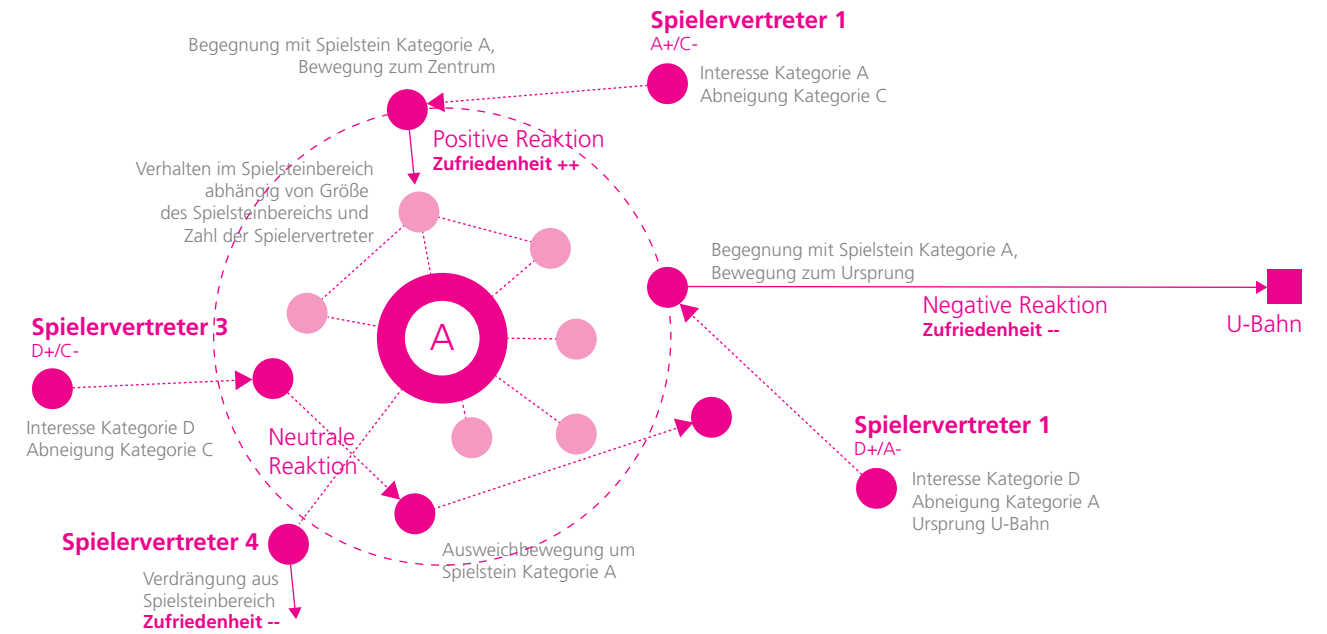 Spielervertreter 1
A+/C-
Interesse Kategorie A
Abneigung Kategorie C
Begegnung mit Spielstein Kategorie A,
Bewegung zum Zentrum
Positive Reaktion
Zufriedenheit ++
Verhalten im Spielsteinbereich
abhängig von Größe
des Spielsteinbereichs und
Zahl der Spielervertreter
Begegnung mit Spielstein Kategorie A,
Bewegung zum Ursprung
Negative Reaktion
Zufriedenheit --
U-Bahn
Spielervertreter 3
D+/C-
Interesse Kategorie D
Abneigung Kategorie C
A
Neutrale
Reaktion
Spielervertreter 1
D+/A-
Interesse Kategorie D
Abneigung Kategorie A
Ursprung U-Bahn
Spielervertreter 4
Verdrängung aus
Spielsteinbereich
Zufriedenheit --
Ausweichbewegung um
Spielstein Kategorie A